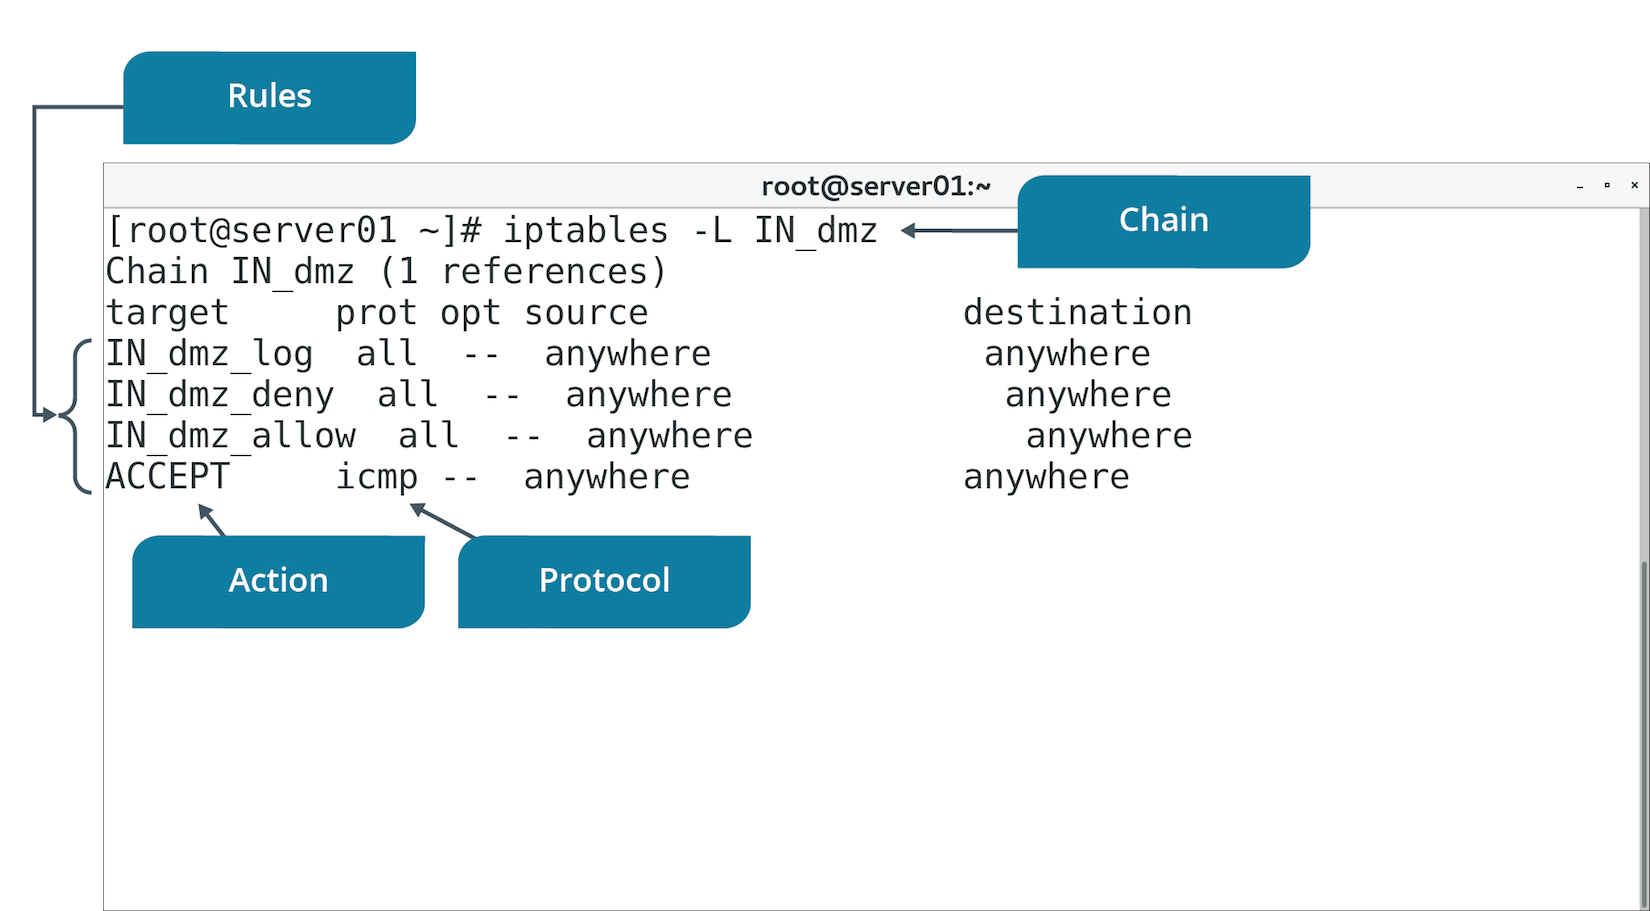 Rules
root@server01:~
Chain
[root@server01 ~]# iptables -L IN_dmz
Chain IN_dmz (1 references)
target     prot opt source               destination
IN_dmz_log  all  --  anywhere             anywhere
IN_dmz_deny  all  --  anywhere             anywhere
IN_dmz_allow  all  --  anywhere             anywhere
ACCEPT     icmp --  anywhere             anywhere
Action
Protocol